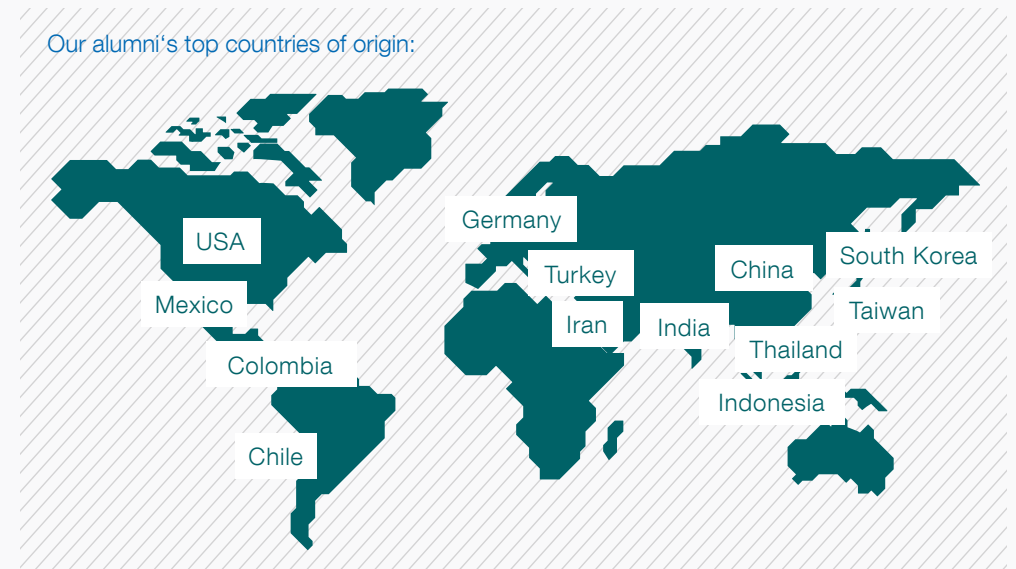 Our alumni‘s top countries of origin:
Germany
USA
South Korea
China
Turkey
Mexico
Taiwan
Iran
India
Thailand
Colombia
Indonesia
Chile